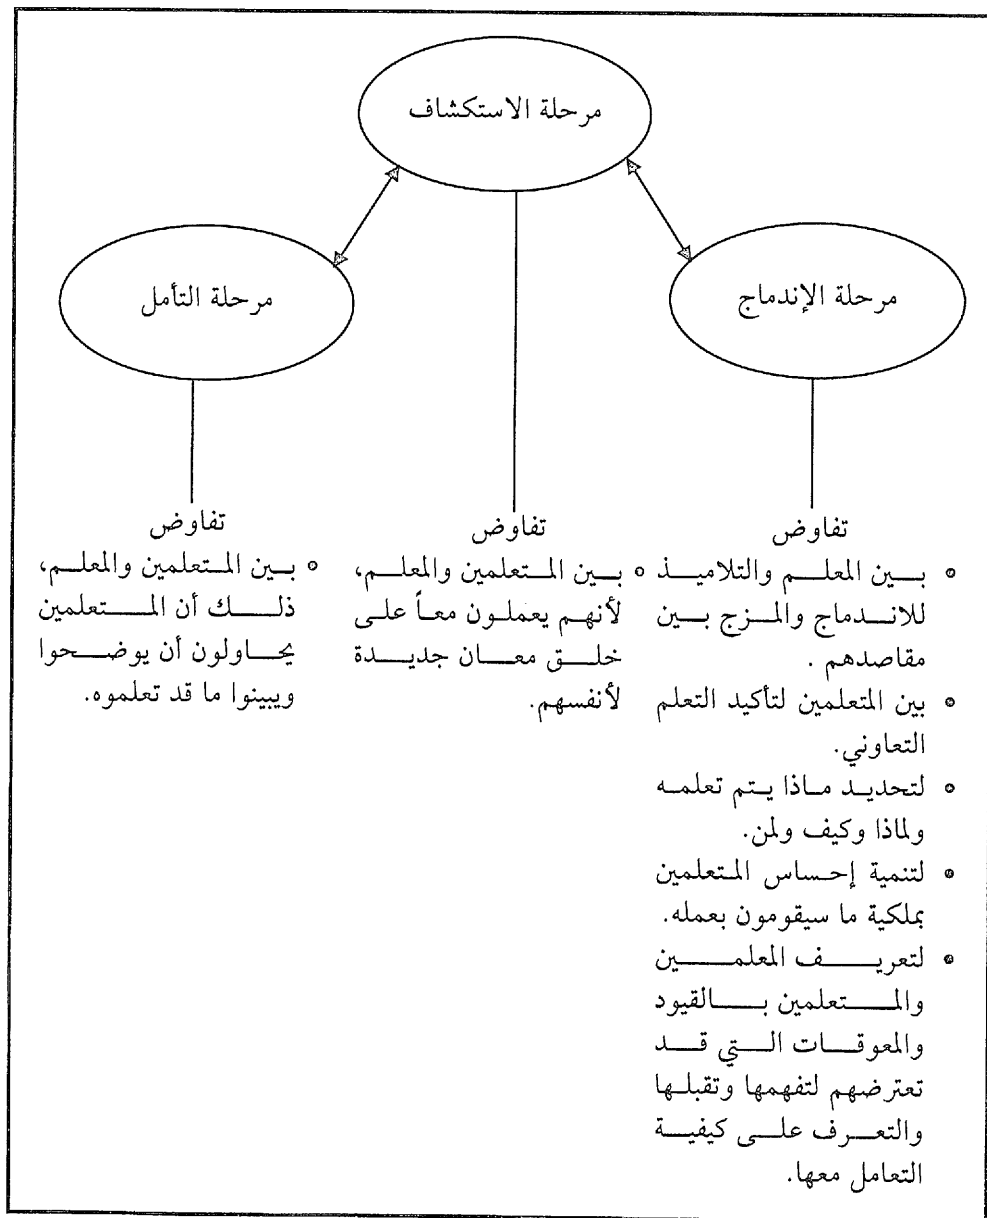 مرحلة الاستكشاف
مرحلة الإندماج
مرحلة التأمل
تفاوض
• بين المعلم والتلاميذ
للاندماج والمزج بين
مقاصدهم .
• بين المتعلمين لتأكيد التعلم
التعاوني.
• لتحديد ماذا يتم تعلمه
ولماذا وكيف ولمن.
• لتنمية إحساس المتعلمين
بملكية ما سيقومون بعمله.
• لتعريف المعلمين
والمتعلمين بالقيود
والمعوقات التي قد
تعترضهم لتفهمها وتقبلها
والتعرف على كيفية
التعامل معها.
تفاوض
• بين المتعلمين والمعلم،
لأنهم يعملون معاً على
خلق معان جديدة
لأنفسهم.
تفاوض
• بين المتعلمين والمعلم،
ذلك أن المتعلمين
يحاولون أن يوضحوا
ويبينوا ما قد تعلموه.